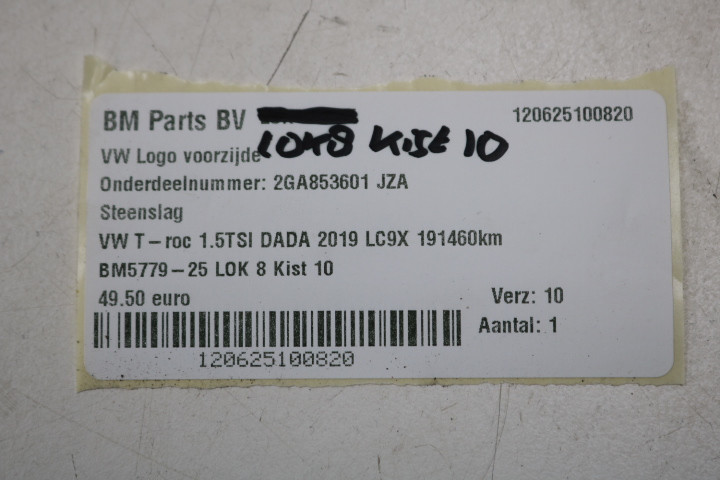 BM Parts BV 120625100820
LOK8 Kist 10
VW Logo voorzijde
Onderdeelnummer: 2GA853601 JZA
Steenslag
VW T-roc 1.5TSI DADA 2019 LC9X 191460km
BM5779-25 LOK 8 Kist 10
49.50 euro Verz: 10
Aantal: 1
120625100820